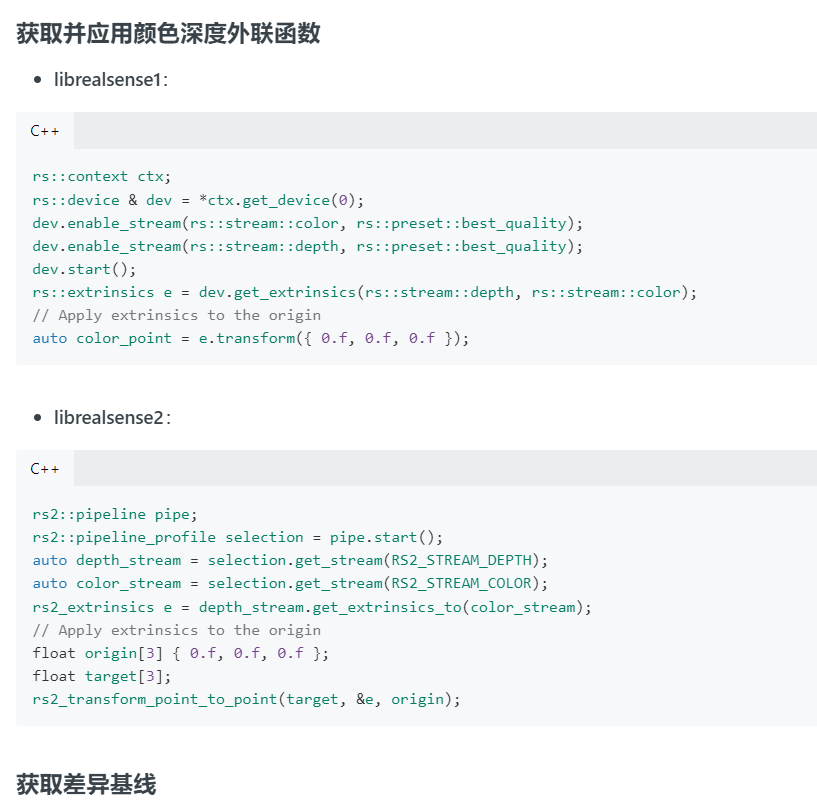 获取并应用颜色深度外联函数
• librealsense1：
C++
rs::context ctx;
rs::device & dev = *ctx.get_device(0);
dev.enable_stream(rs::stream::color, rs::preset::best_quality);
dev.enable_stream(rs::stream::depth, rs::preset::best_quality);
dev.start();
rs::extrinsics e = dev.get_extrinsics(rs::stream::depth, rs::stream::color);
// Apply extrinsics to the origin
auto color_point = e.transform({ 0.f, 0.f, 0.f });
• librealsense2：
C++
rs2::pipeline pipe;
rs2::pipeline_profile selection = pipe.start();
auto depth_stream = selection.get_stream(RS2_STREAM_DEPTH);
auto color_stream = selection.get_stream(RS2_STREAM_COLOR);
rs2_extrinsics e = depth_stream.get_extrinsics_to(color_stream);
// Apply extrinsics to the origin
float origin[3] { 0.f, 0.f, 0.f };
float target[3];
rs2_transform_point_to_point(target, &e, origin);
获取差异基线